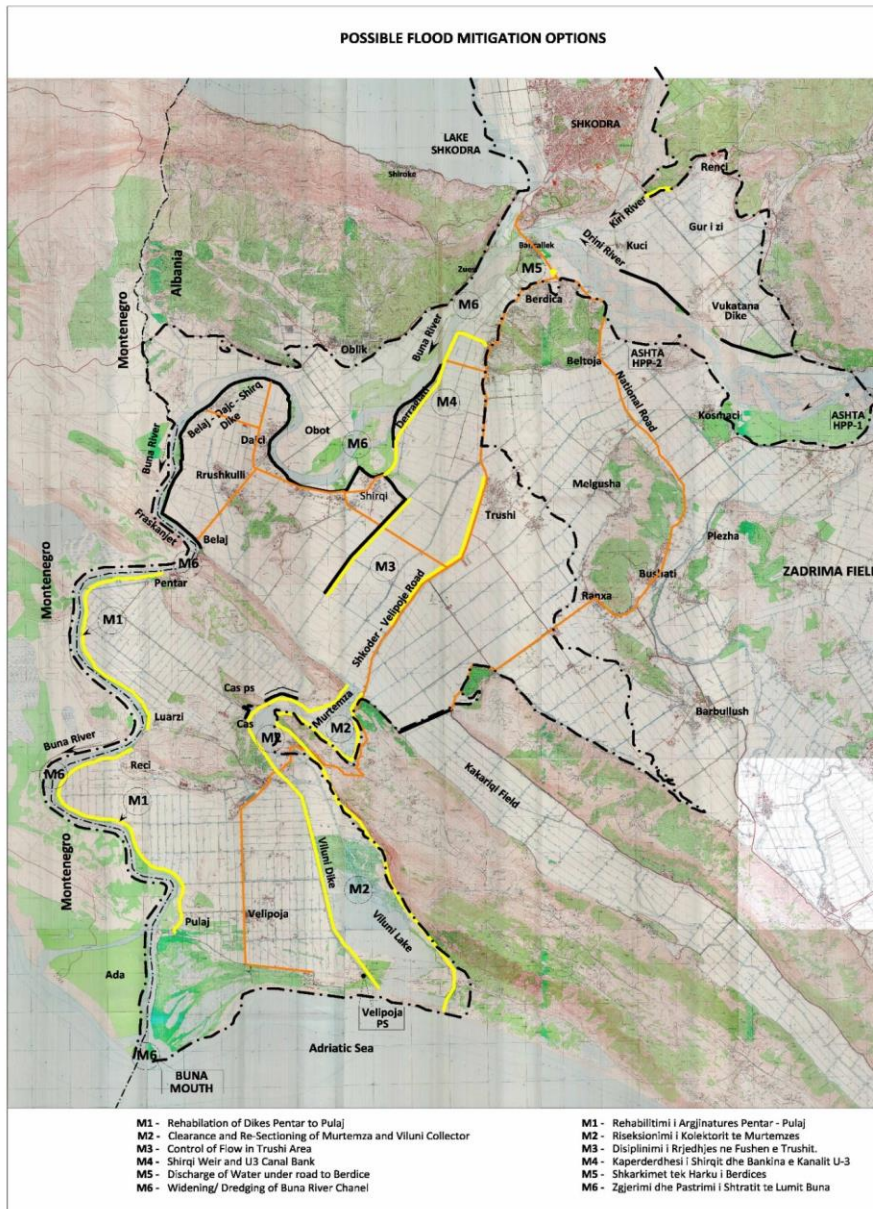 POSSIBLE FLOOD MITIGATION OPTIONS
LAKE
SHKODRA
SHKODRA
Shiroke
Renci
Kiri River
Gur i zi
Drini River
Kuci
M5
Zues
Albania
Montenegro
M6
Berdica
Vukatana
Dike
Buna River
Oblik
Beltoja
ASHTA
HPP-2
National Road
Belaj - Dajc - Shirq
Dike
M4
Kosmaci
ASHTA
HPP-1
Dajci
Obot
M6
Buna River
Rrushkulli
Shirqi
Melgusha
Trushi
Fraskanjet
Belaj
Plezha
M6
Pentar
M3
Bushati
ZADRIMA FIELD
Montenegro
M1
Ranxa
Shkoder - Velipoje Road
Cas ps
Murtemza
Luarzi
Cas
M2
Barbullush
Buna River
Reci
M6
M1
Kakariqi Field
Montenegro
Viluni Dike
M2
Velipoja
Pulaj
Viluni Lake
Ada
Velipoja
PS
Adriatic Sea
M6
BUNA
MOUTH
M1 - Rehabilation of Dikes Pentar to Pulaj
M2 - Clearance and Re-Sectioning of Murtemza and Viluni Collector
M3 - Control of Flow in Trushi Area
M4 - Shirqi Weir and U3 Canal Bank
M5 - Discharge of Water under road to Berdice
M6 - Widening/ Dredging of Buna River Chanel
M1 - Rehabilitimi i Argjinatures Pentar - Pulaj
M2 - Riseksionimi i Kolektorit te Murtemzes
M3 - Disiplinimi i Rrjedhjes ne Fushen e Trushit.
M4 - Kaperderdhesi i Shirqit dhe Bankina e Kanalit U-3
M5 - Shkarkimet tek Harku i Berdices
M6 - Zgjerimi dhe Pastrimi i Shtratit te Lumit Buna